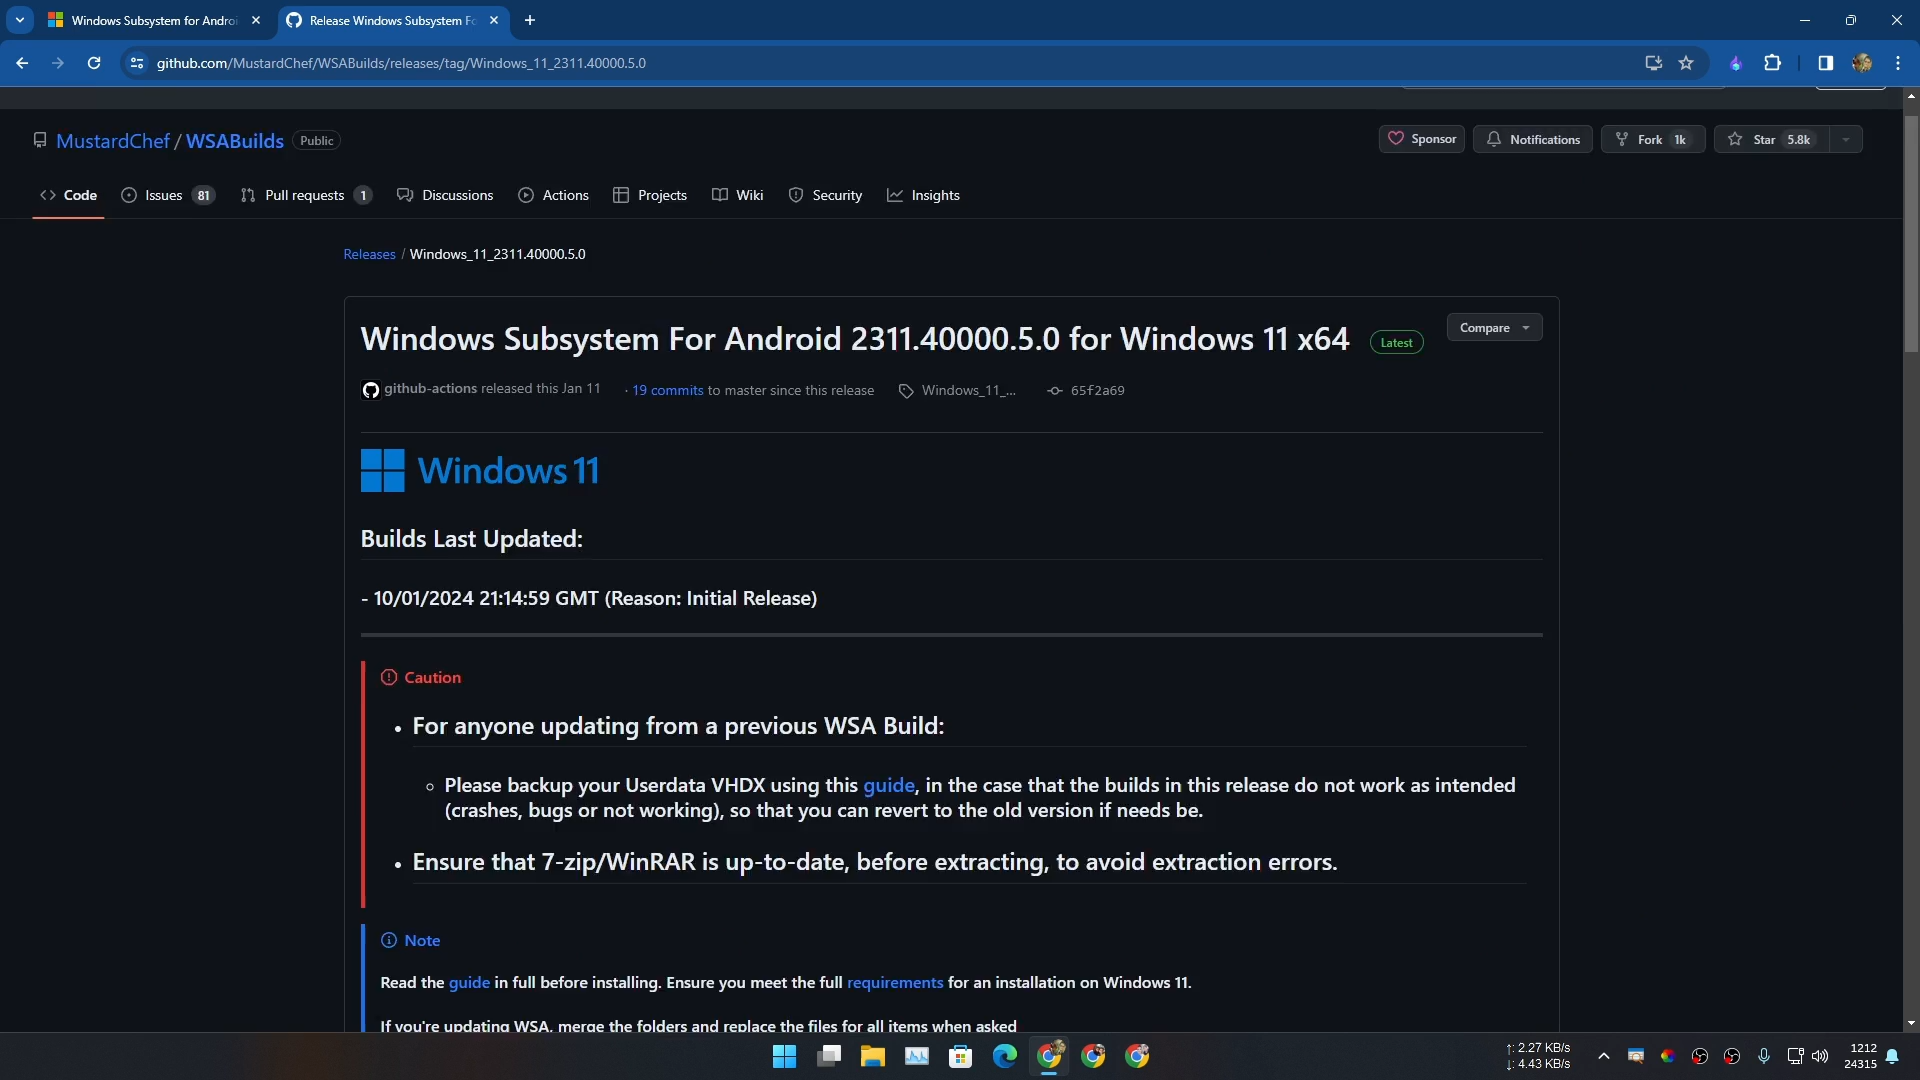 Windows Subsystem for Androi
Release Windows Subsystem Fo
github.com/MustardChef/WSABuilds/releases/tag/Windows_11_2311.40000.5.0
MustardChef / WSABuilds Public
Sponsor Notifications Fork 1k Star 5.8k
Code Issues 81 Pull requests 1 Discussions Actions Projects Wiki Security Insights
Releases / Windows_11_2311.40000.5.0
Windows Subsystem For Android 2311.40000.5.0 for Windows 11 x64 Latest
Compare
github-actions released this Jan 11 · 19 commits to master since this release Windows_11_... 65f2a69
Windows 11
Builds Last Updated:
- 10/01/2024 21:14:59 GMT (Reason: Initial Release)
Caution
• For anyone updating from a previous WSA Build:
Please backup your Userdata VHDX using this guide, in the case that the builds in this release do not work as intended
(crashes, bugs or not working), so that you can revert to the old version if needs be.
• Ensure that 7-zip/WinRAR is up-to-date, before extracting, to avoid extraction errors.
Note
Read the guide in full before installing. Ensure you meet the full requirements for an installation on Windows 11.
If you're updating WSA, merge the folders and replace the files for all items when asked
↑: 2.27 KB/s
↓: 4.43 KB/s
1212
24315